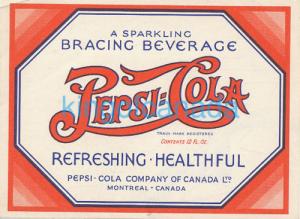 A SPARKLING
BRACING BEVERAGE
PEPSI-COLA
TRADE-MARK REGISTERED
CONTENTS 12 FL. OZ.
REFRESHING · HEALTHFUL
PEPSI-COLA COMPANY OF CANADA LTD
MONTREAL - CANADA